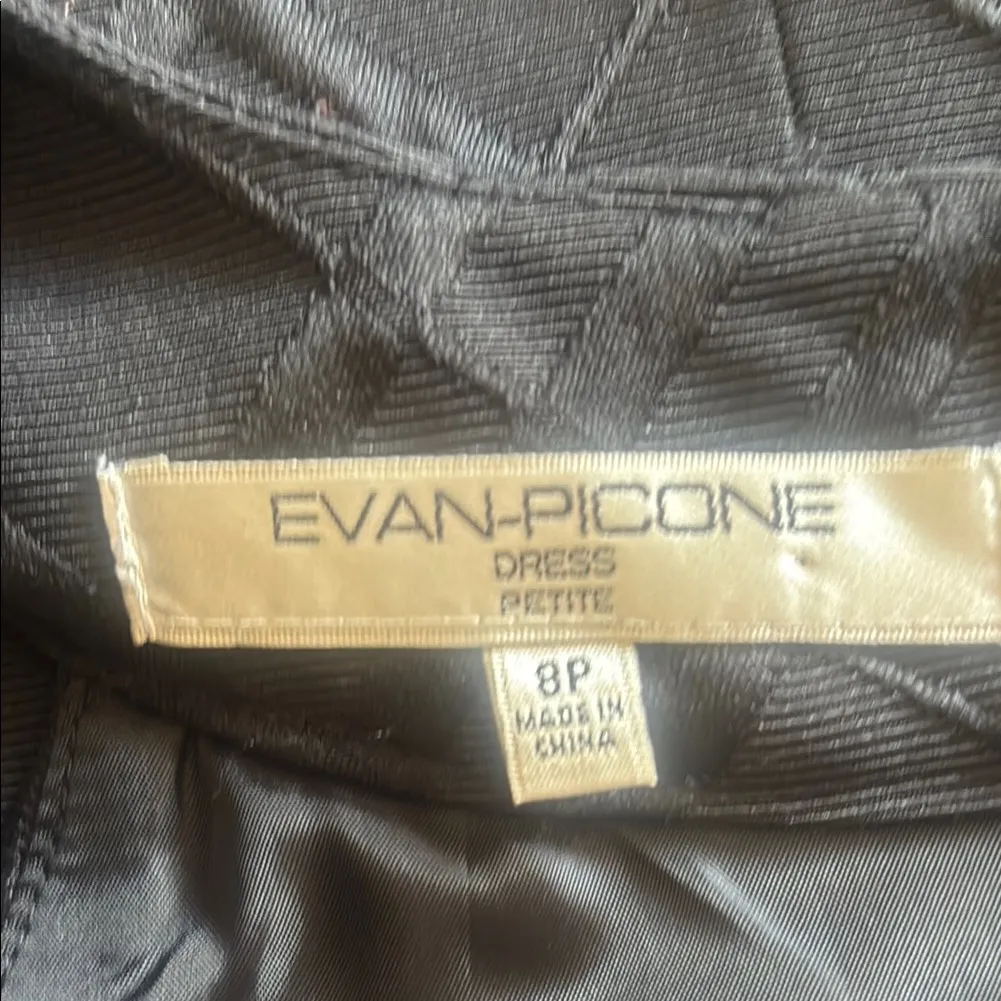 EVAN-PICONE
DRESS
PETITE
8P
MADE IN
CHINA